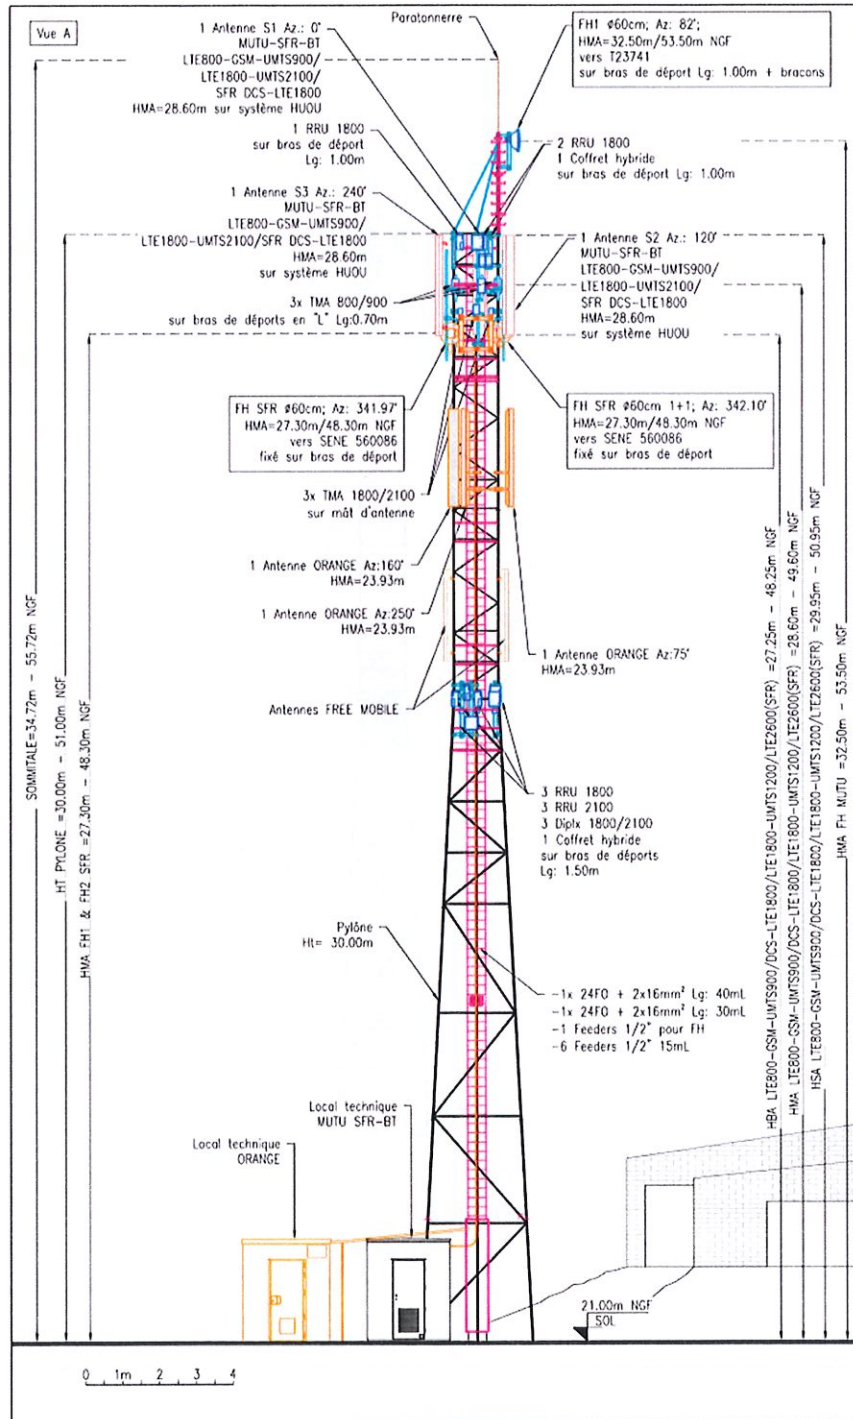 Vue A
Paratonnerre
1 Antenne S1 Az.: 0°
MUTU-SFR-BT
LTE800-GSM-UMTS900/
LTE1800-UMTS2100/
SFR DCS-LTE1800
HMA=28.60m sur système HUOU
FH1 ø60cm; Az: 82°;
HMA=32.50m/53.50m NGF
vers T23741
sur bras de départ Lg: 1.00m + bracons
1 RRU 1800
sur bras de déport
Lg: 1.00m
2 RRU 1800
1 Coffret hybride
sur bras de déport Lg: 1.00m
1 Antenne S3 Az.: 240°
MUTU-SFR-BT
LTE800-GSM-UMTS900/
LTE1800-UMTS2100/SFR DCS-LTE1800
HMA=28.60m
sur système HUOU
1 Antenne S2 Az.: 120°
MUTU-SFR-BT
LTE800-GSM-UMTS900/
LTE1800-UMTS2100/
SFR DCS-LTE1800
HMA=28.60m
sur système HUOU
3x TMA 800/900
sur bras de déports en "L" Lg:0.70m
FH SFR ø60cm; Az: 341.97°
HMA=27.30m/48.30m NGF
vers SENE 560086
fixé sur bras de départ
FH SFR ø60cm 1+1; Az: 342.10°
HMA=27.30m/48.30m NGF
vers SENE 560086
fixé sur bras de départ
3x TMA 1800/2100
sur mât d'antenne
1 Antenne ORANGE Az:160°
HMA=23.93m
1 Antenne ORANGE Az:250°
HMA=23.93m
1 Antenne ORANGE Az:75°
HMA=23.93m
Antennes FREE MOBILE
3 RRU 1800
3 RRU 2100
3 Diplx 1800/2100
1 Coffret hybride
sur bras de déports
Lg: 1.50m
Pylône
Ht= 30.00m
-1x 24FO + 2x16mm² Lg: 40mL
-1x 24FO + 2x16mm² Lg: 30mL
-1 Feeders 1/2" pour FH
-6 Feeders 1/2" 15mL
Local technique
MUTU SFR-BT
Local technique
ORANGE
21.00m NGF
SOL
0 1m 2 3 4
SOMMITALE=34.72m - 55.72m NGF
HT PYLONE =30.00m - 51.00m NGF
HMA FH1 & FH2 SFR =27.30m - 48.30m NGF
HBA LTE800-GSM-UMTS900/DCS-LTE1800/LTE1800-UMTS1200/LTE2600(SFR) =27.25m - 48.25m NGF
HMA LTE800-GSM-UMTS900/DCS-LTE1800/LTE1800-UMTS1200/LTE2600(SFR) =28.60m - 49.60m NGF
HSA LTE800-GSM-UMTS900/DCS-LTE1800/LTE1800-UMTS1200/LTE2600(SFR) =29.95m - 50.95m NGF
HMA FH MUTU =32.50m - 53.50m NGF